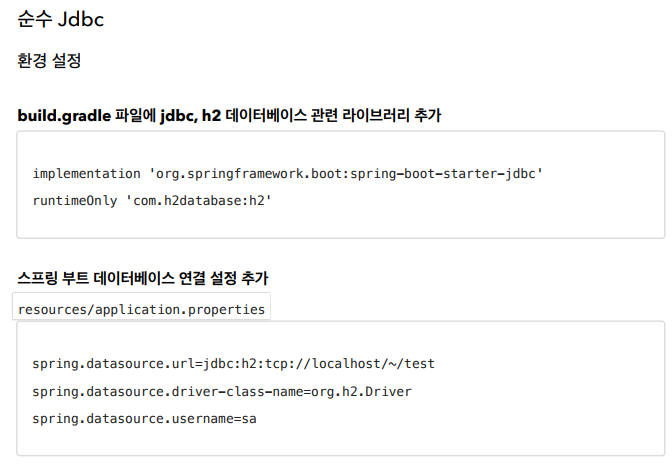 순수 Jdbc
환경 설정
build.gradle 파일에 jdbc, h2 데이터베이스 관련 라이브러리 추가
implementation 'org.springframework.boot:spring-boot-starter-jdbc'
runtimeOnly 'com.h2database:h2'
스프링 부트 데이터베이스 연결 설정 추가
resources/application.properties
spring.datasource.url=jdbc:h2:tcp://localhost/~/test
spring.datasource.driver-class-name=org.h2.Driver
spring.datasource.username=sa